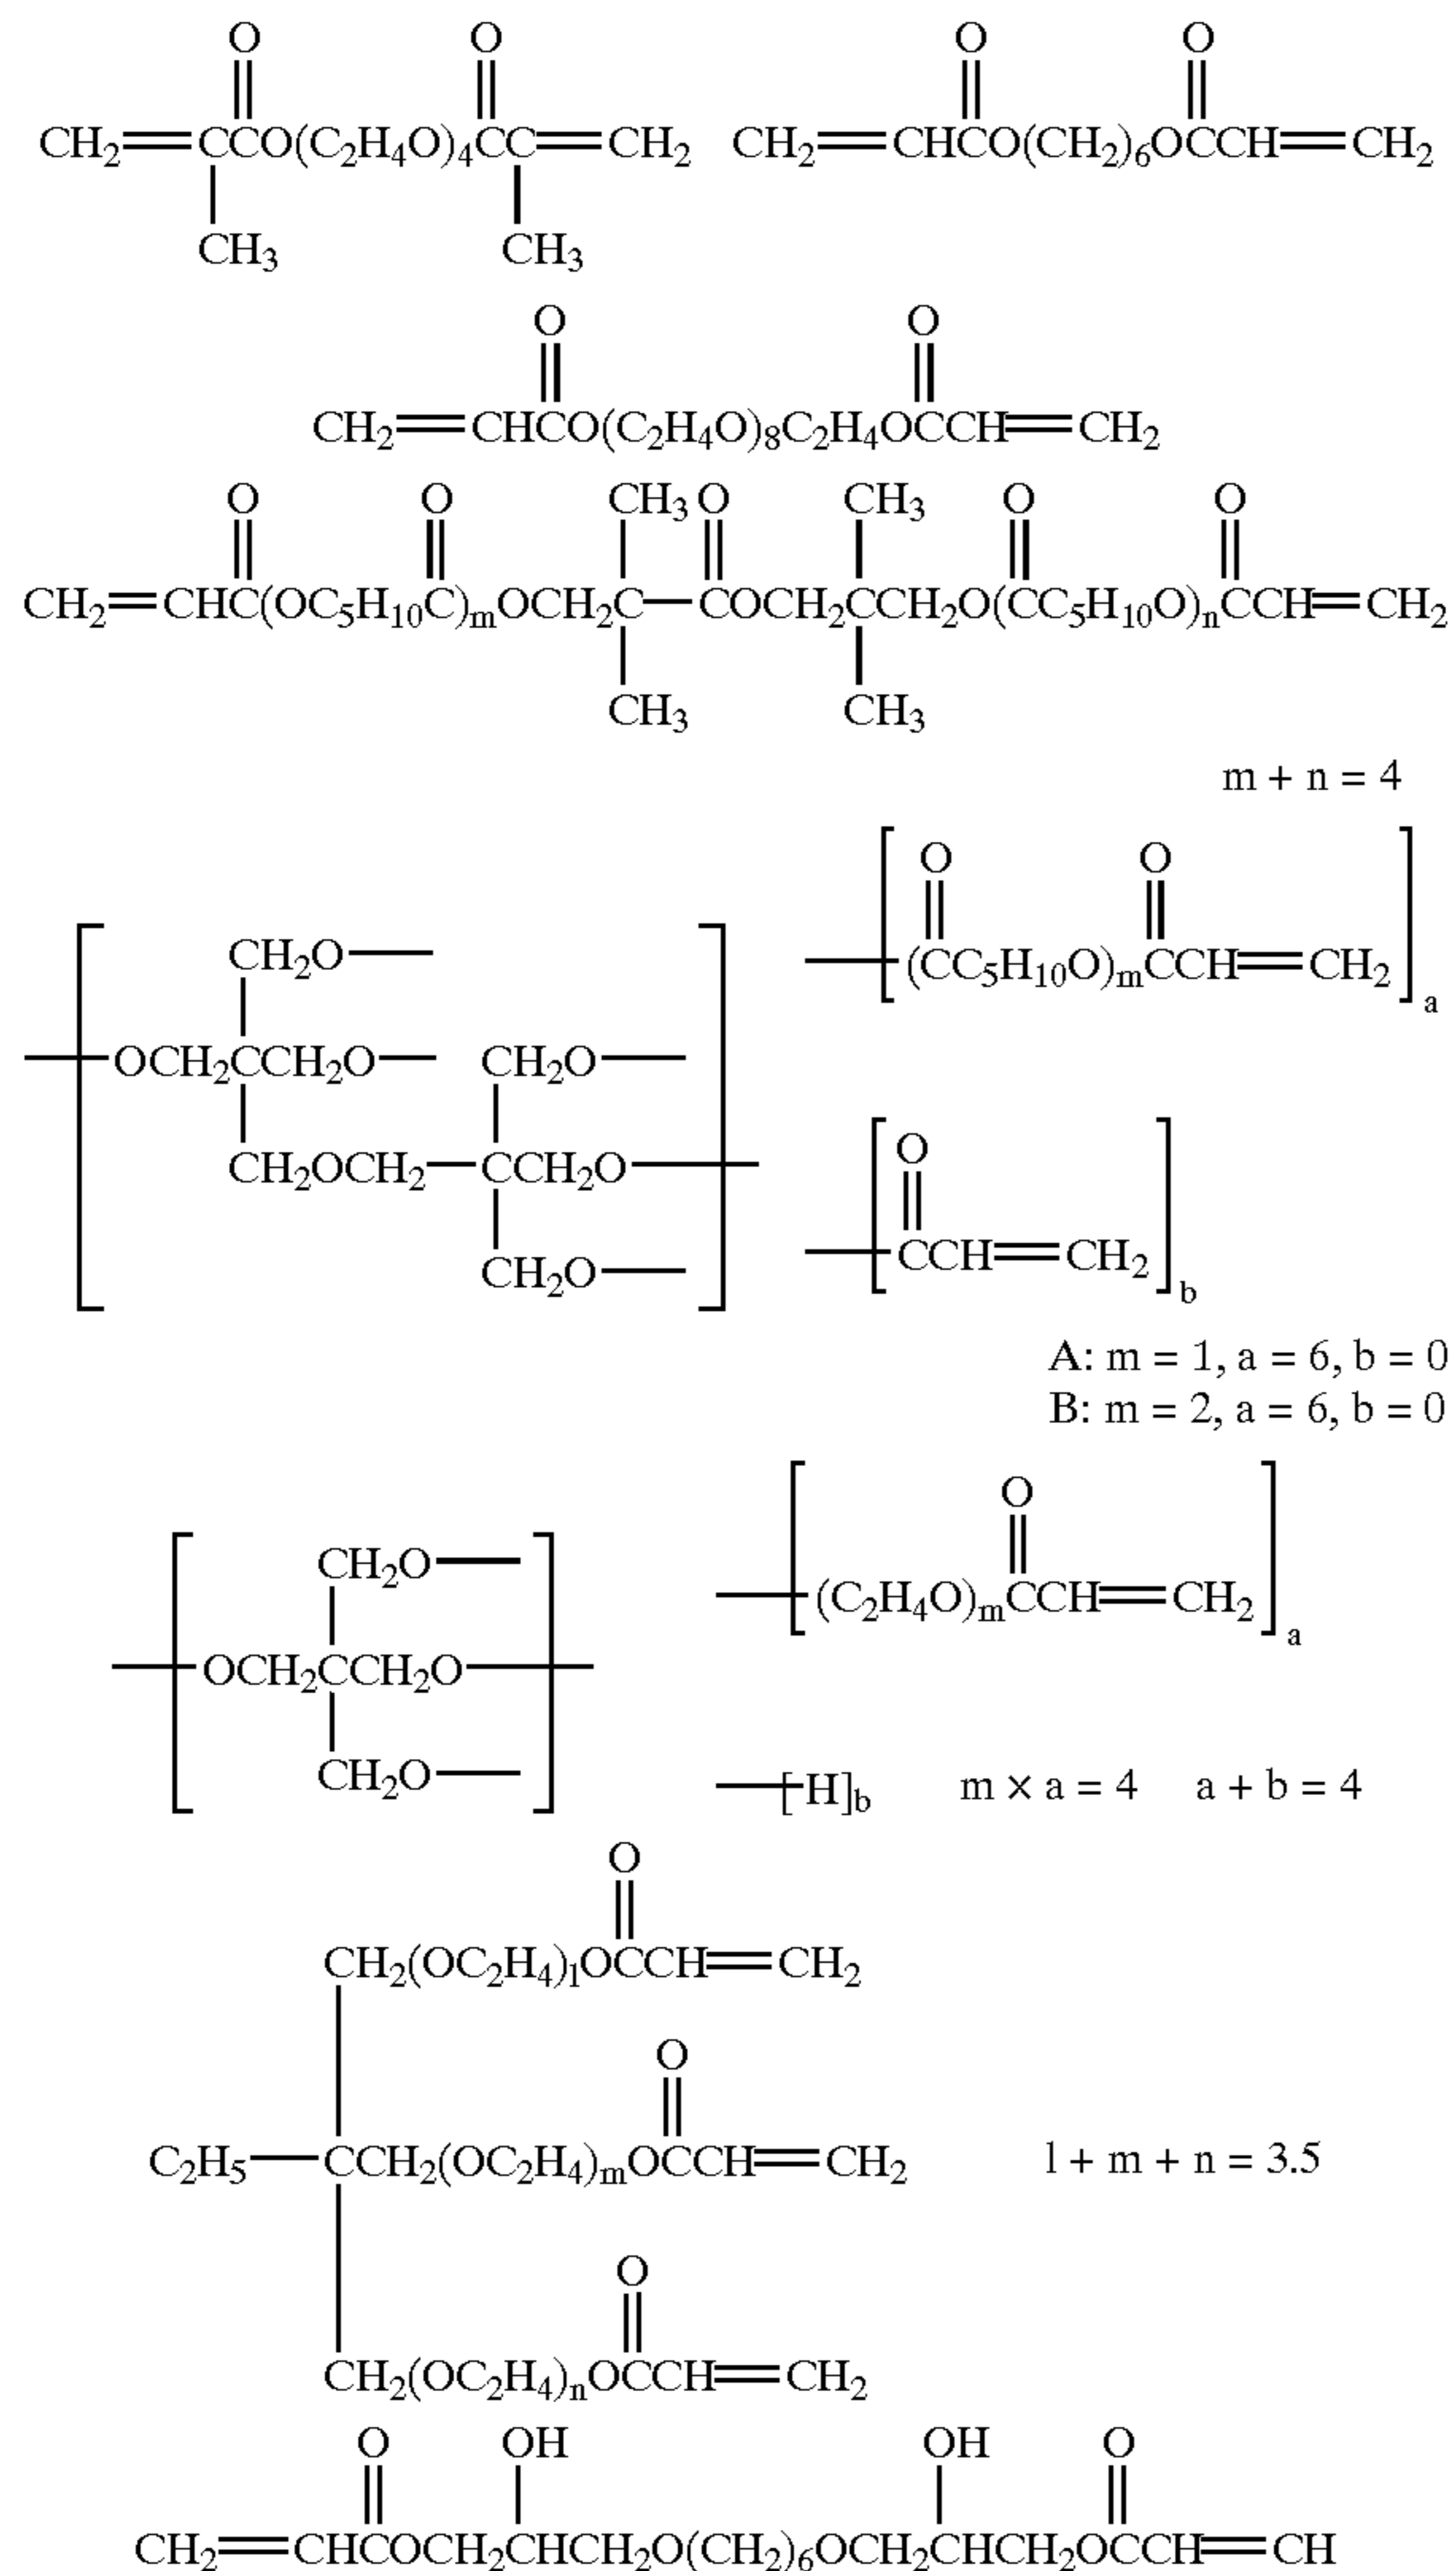 O O O O
CH2=CCO(C2H4O)4CC=CH2 CH2=CHCO(CH2)6OCCH=CH2
CH3 CH3
O O
CH2=CHCO(C2H4O)8C2H4OCCH=CH2
O O CH3 O CH3 O O
CH2=CHC(OC5H10C)mOCH2C—COCH2CCH2O(CC5H10O)nCCH=CH2
CH3 CH3
m + n = 4
O O
CH2O— —[(CC5H10O)mCCH=CH2]a
—OCH2CCH2O— CH2O—
O
CH2OCH2—CCH2O—
CH2O— —[CCH=CH2]b
A: m = 1, a = 6, b = 0
B: m = 2, a = 6, b = 0
O
CH2O— —[(C2H4O)mCCH=CH2]a
—OCH2CCH2O—
CH2O— —[H]b m × a = 4 a + b = 4
O
CH2(OC2H4)lOCCH=CH2
O
C2H5—CCH2(OC2H4)mOCCH=CH2 l + m + n = 3.5
O
CH2(OC2H4)nOCCH=CH2
O OH OH O
CH2=CHCOCH2CHCH2O(CH2)6OCH2CHCH2OCCH=CH